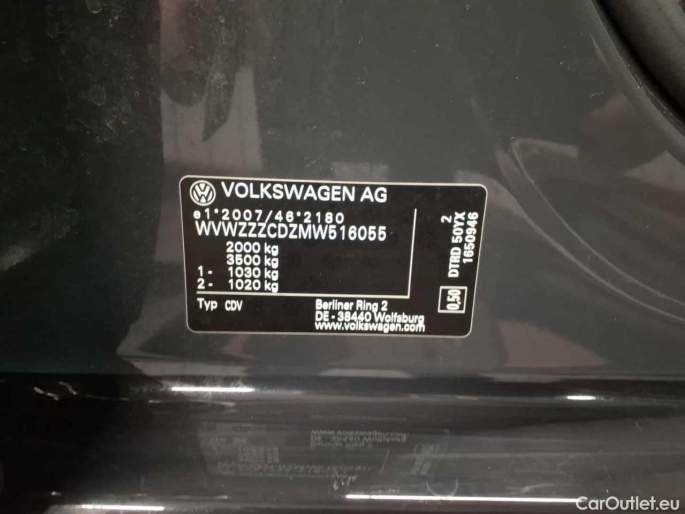 VOLKSWAGEN AG
e1*2007/46*2180
WVWZZZCDZMW516055
2000 kg
3500 kg
1- 1030 kg
2- 1020 kg
Typ CDV
Berliner Ring 2
DE - 38440 Wolfsburg
www.volkswagen.com
0,50
DTRD 50YX 2
1650946
CarOutlet.eu